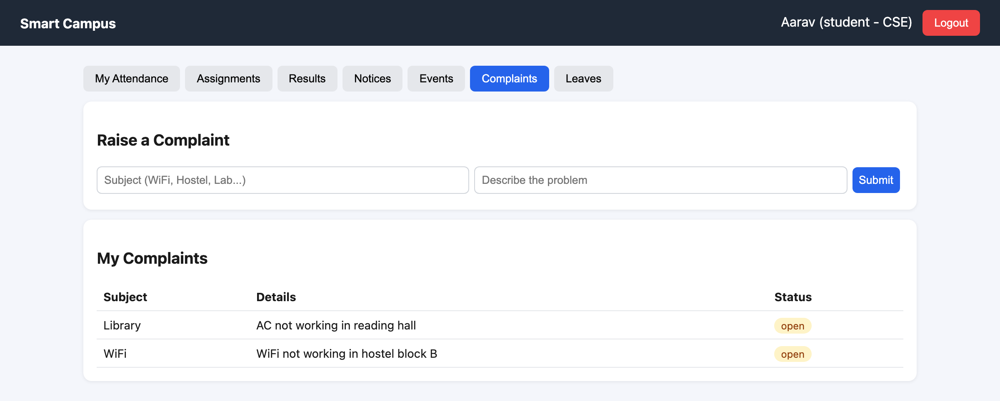 Smart Campus
Aarav (student - CSE)
Logout
My Attendance
Assignments
Results
Notices
Events
Complaints
Leaves
Raise a Complaint
Subject (WiFi, Hostel, Lab...)
Describe the problem
Submit
My Complaints
Subject Details Status
Library AC not working in reading hall open
WiFi WiFi not working in hostel block B open